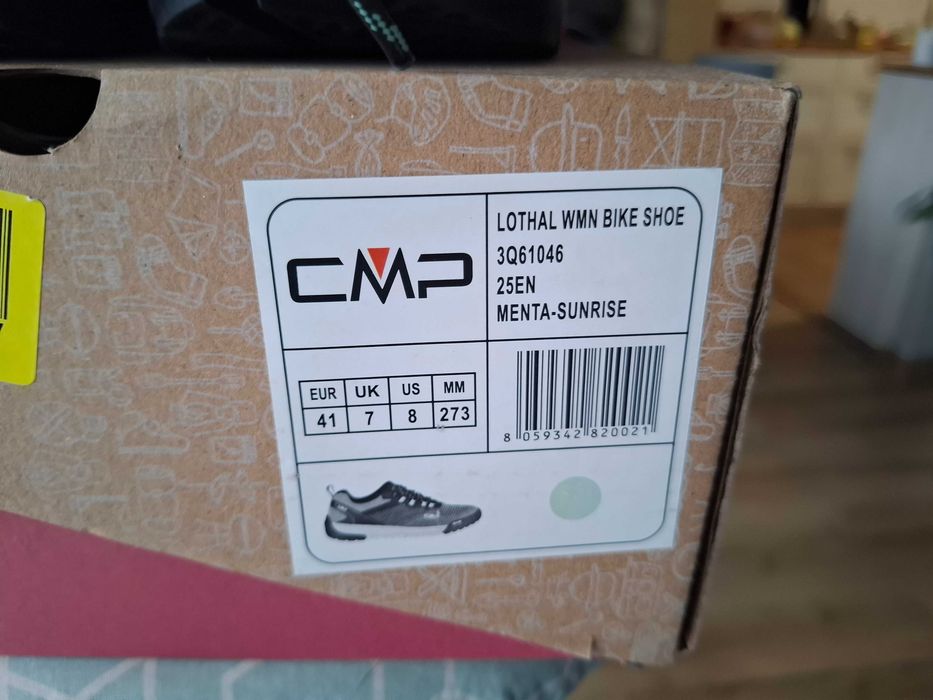 CMP
LOTHAL WMN BIKE SHOE
3Q61046
25EN
MENTA-SUNRISE
EUR UK US MM
41 7 8 273
8 059342 820021